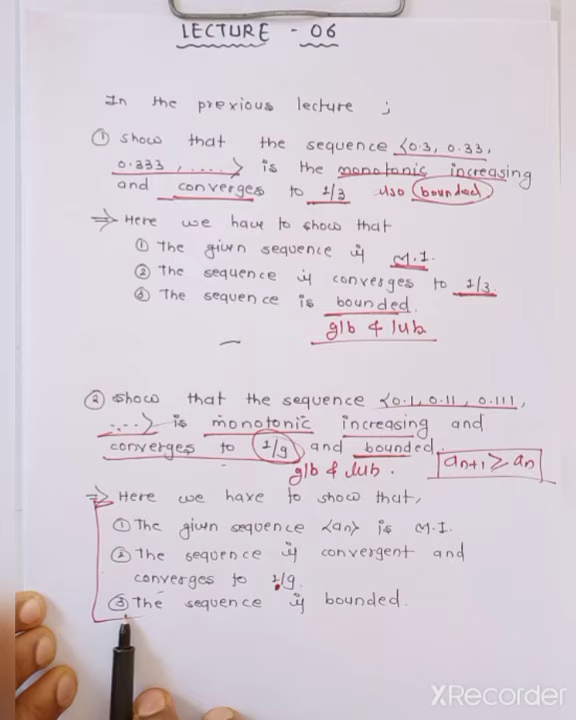 LECTURE - 06
In the previous lecture ;
① show that the sequence <0.3, 0.33,
0.333, ....> is the monotonic increasing
and converges to 1/3 also bounded
⇒ Here we have to show that
① The given sequence is M.I.
② The sequence is converges to 1/3.
③ The sequence is bounded.
glb & lub
② show that the sequence <0.1, 0.11, 0.111,
....> is monotonic increasing and
converges to 1/9 and bounded.
glb & lub.
an+1 ≥ an
⇒ Here we have to show that,
① The given sequence <an> is M.I.
② The sequence is convergent and
converges to 1/9.
③ The sequence is bounded.
XRecorder